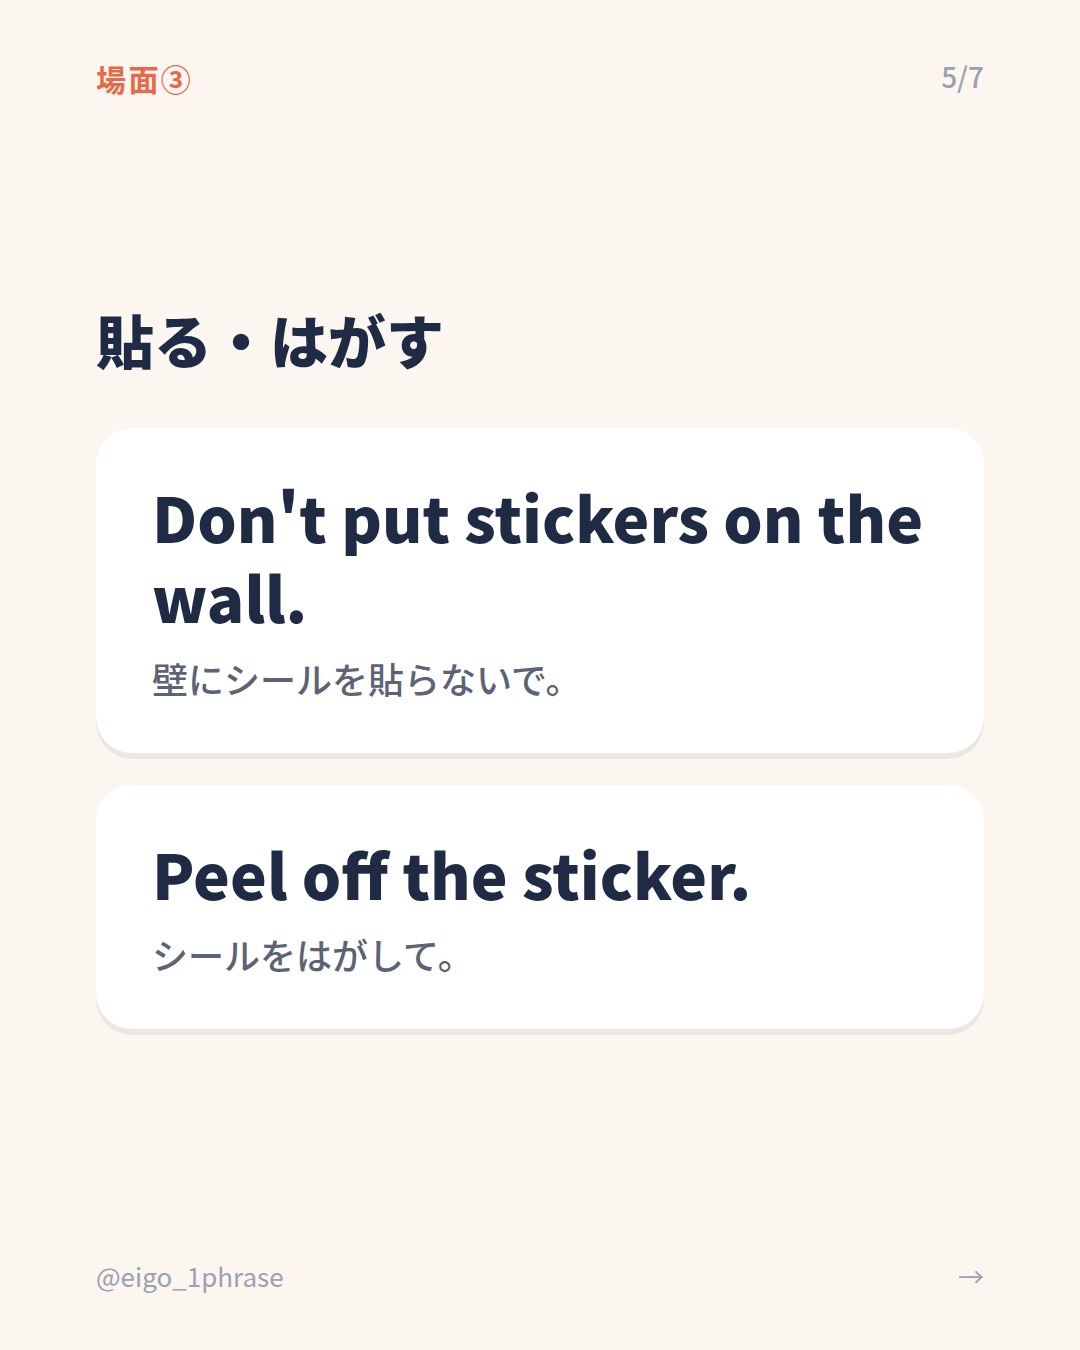 場面③
5/7
貼る・はがす
Don't put stickers on the
wall.
壁にシールを貼らないで。
Peel off the sticker.
シールをはがして。
@eigo_1phrase
→